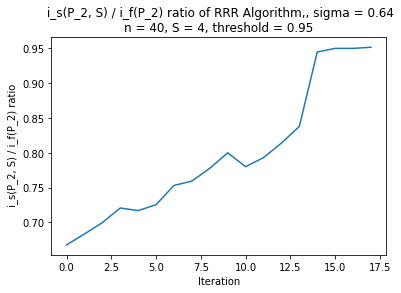 i_s(P_2, S) / i_f(P_2) ratio of RRR Algorithm,, sigma = 0.64
n = 40, S = 4, threshold = 0.95
i_s(P_2, S) / i_f(P_2) ratio
0.95
0.90
0.85
0.80
0.75
0.70
0.0 2.5 5.0 7.5 10.0 12.5 15.0 17.5
Iteration